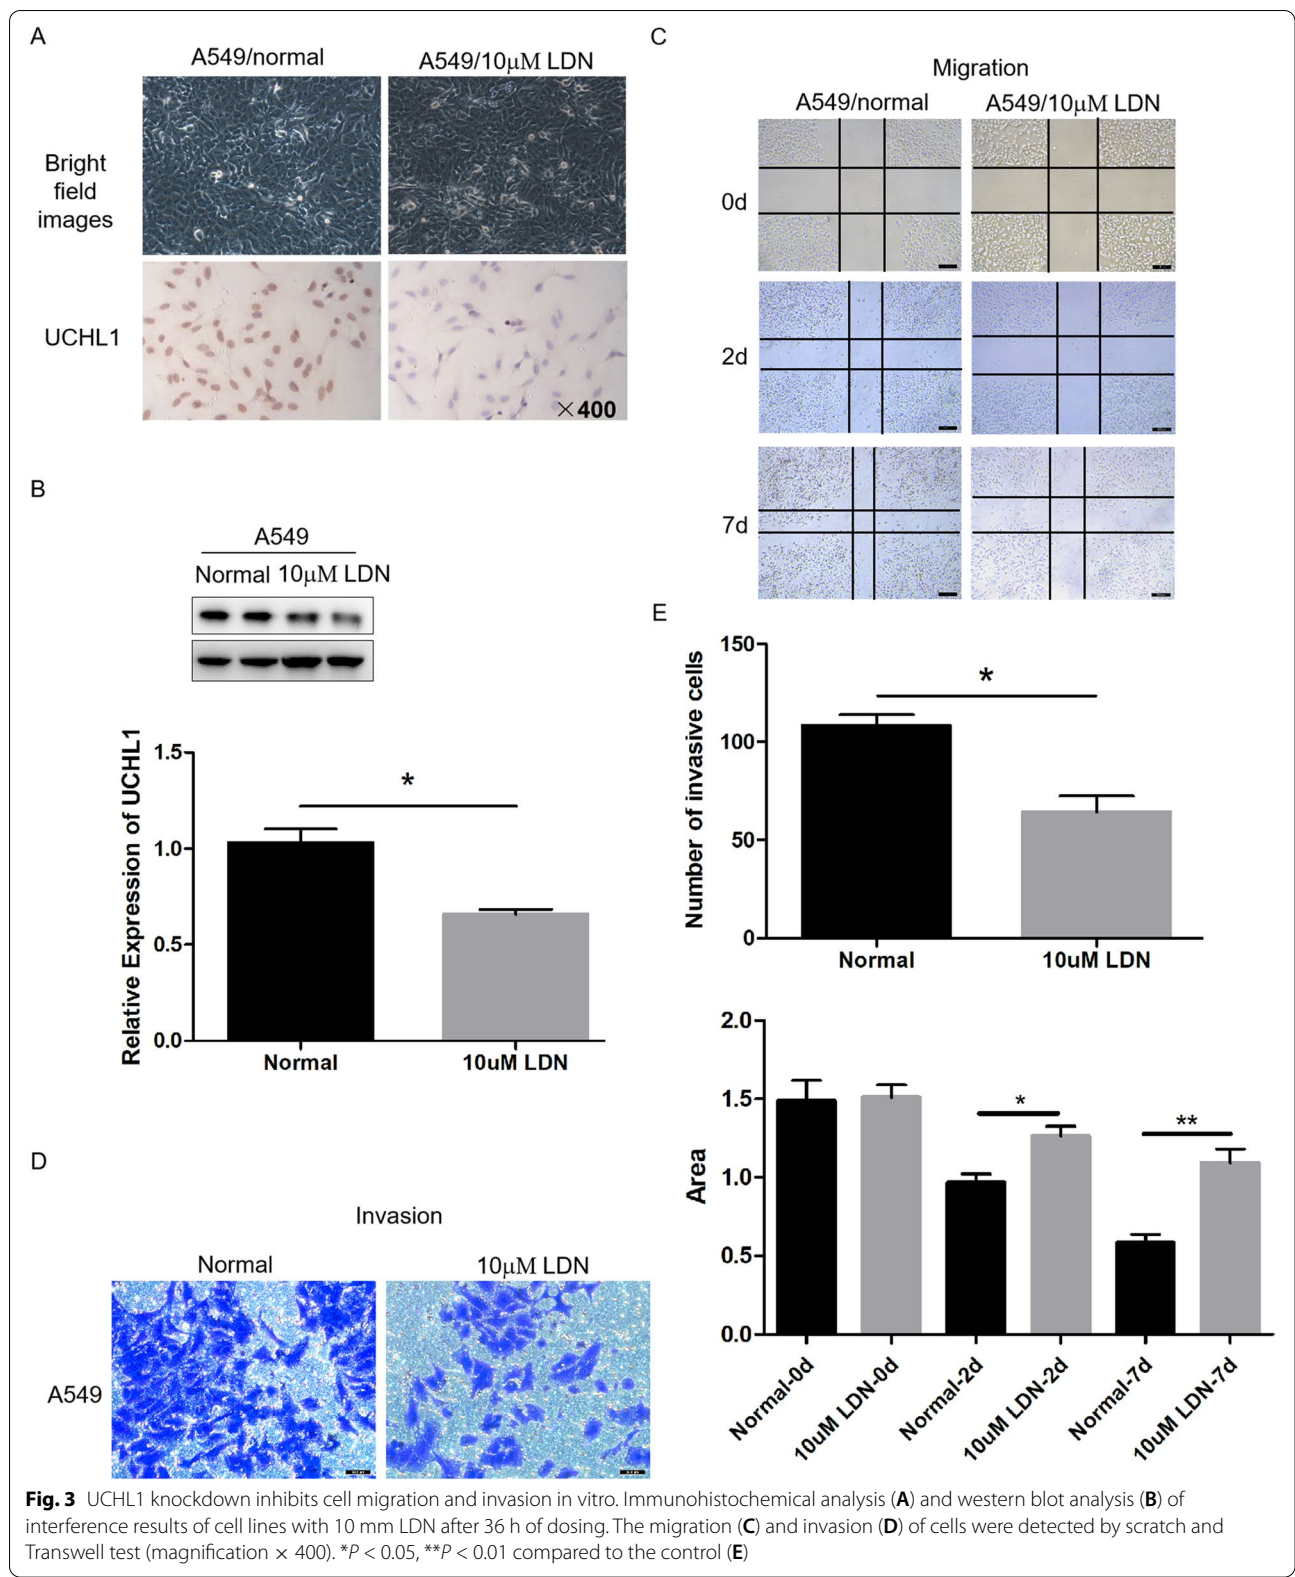 A
A549/normal
A549/10μM LDN
Bright
field
images
UCHL1
×400
B
A549
Normal 10μM LDN
Relative Expression of UCHL1
1.5
1.0
0.5
0.0
Normal
10uM LDN
*
C
Migration
A549/normal
A549/10μM LDN
0d
2d
7d
D
Invasion
Normal
10μM LDN
A549
E
Number of invasive cells
150
100
50
0
*
Normal
10uM LDN
Area
2.0
1.5
1.0
0.5
0.0
*
**
Normal-0d
10uM LDN-0d
Normal-2d
10uM LDN-2d
Normal-7d
10uM LDN-7d
Fig. 3 UCHL1 knockdown inhibits cell migration and invasion in vitro. Immunohistochemical analysis (A) and western blot analysis (B) of
interference results of cell lines with 10 mm LDN after 36 h of dosing. The migration (C) and invasion (D) of cells were detected by scratch and
Transwell test (magnification × 400). *P < 0.05, **P < 0.01 compared to the control (E)